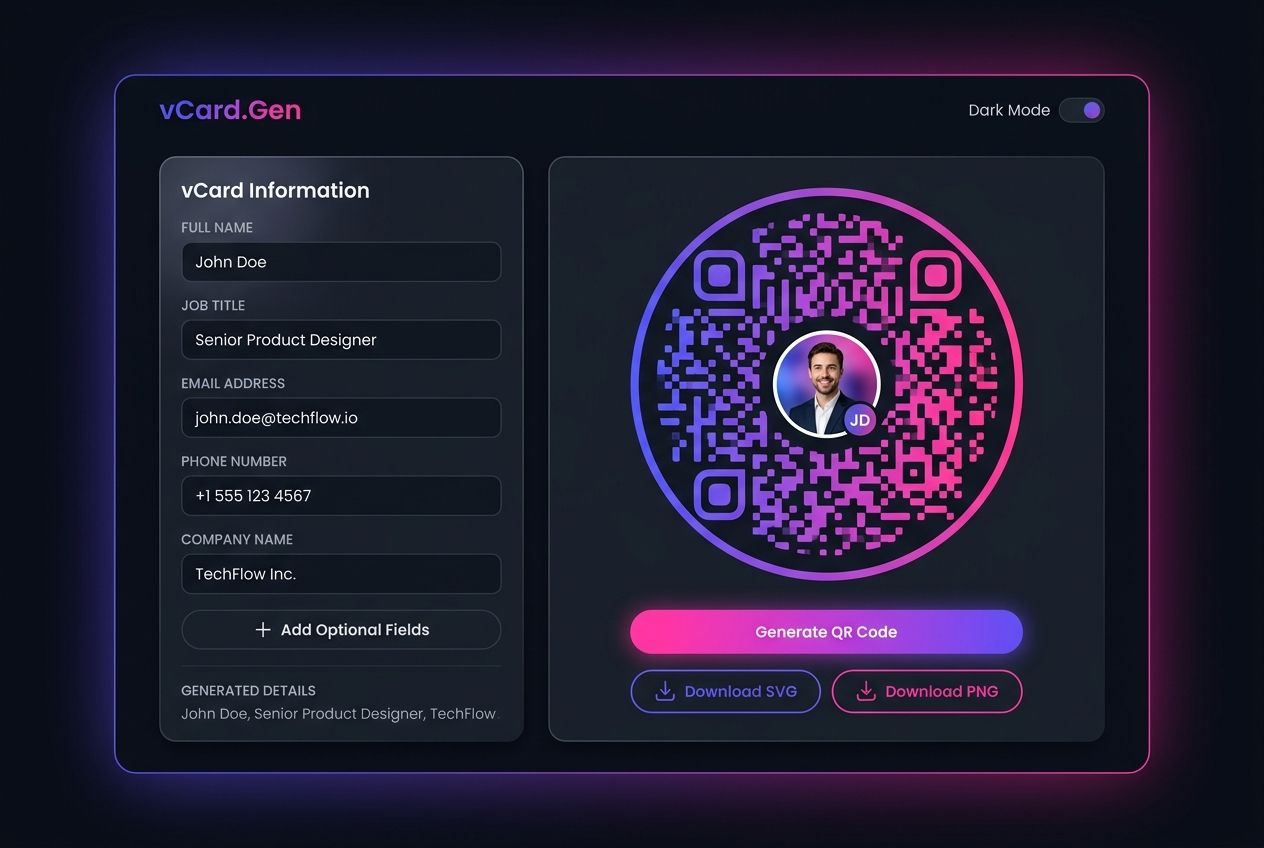 vCard.Gen
Dark Mode
vCard Information
FULL NAME
John Doe
JOB TITLE
Senior Product Designer
EMAIL ADDRESS
john.doe@techflow.io
PHONE NUMBER
+1 555 123 4567
COMPANY NAME
TechFlow Inc.
+ Add Optional Fields
GENERATED DETAILS
John Doe, Senior Product Designer, TechFlow
JD
Generate QR Code
Download SVG
Download PNG